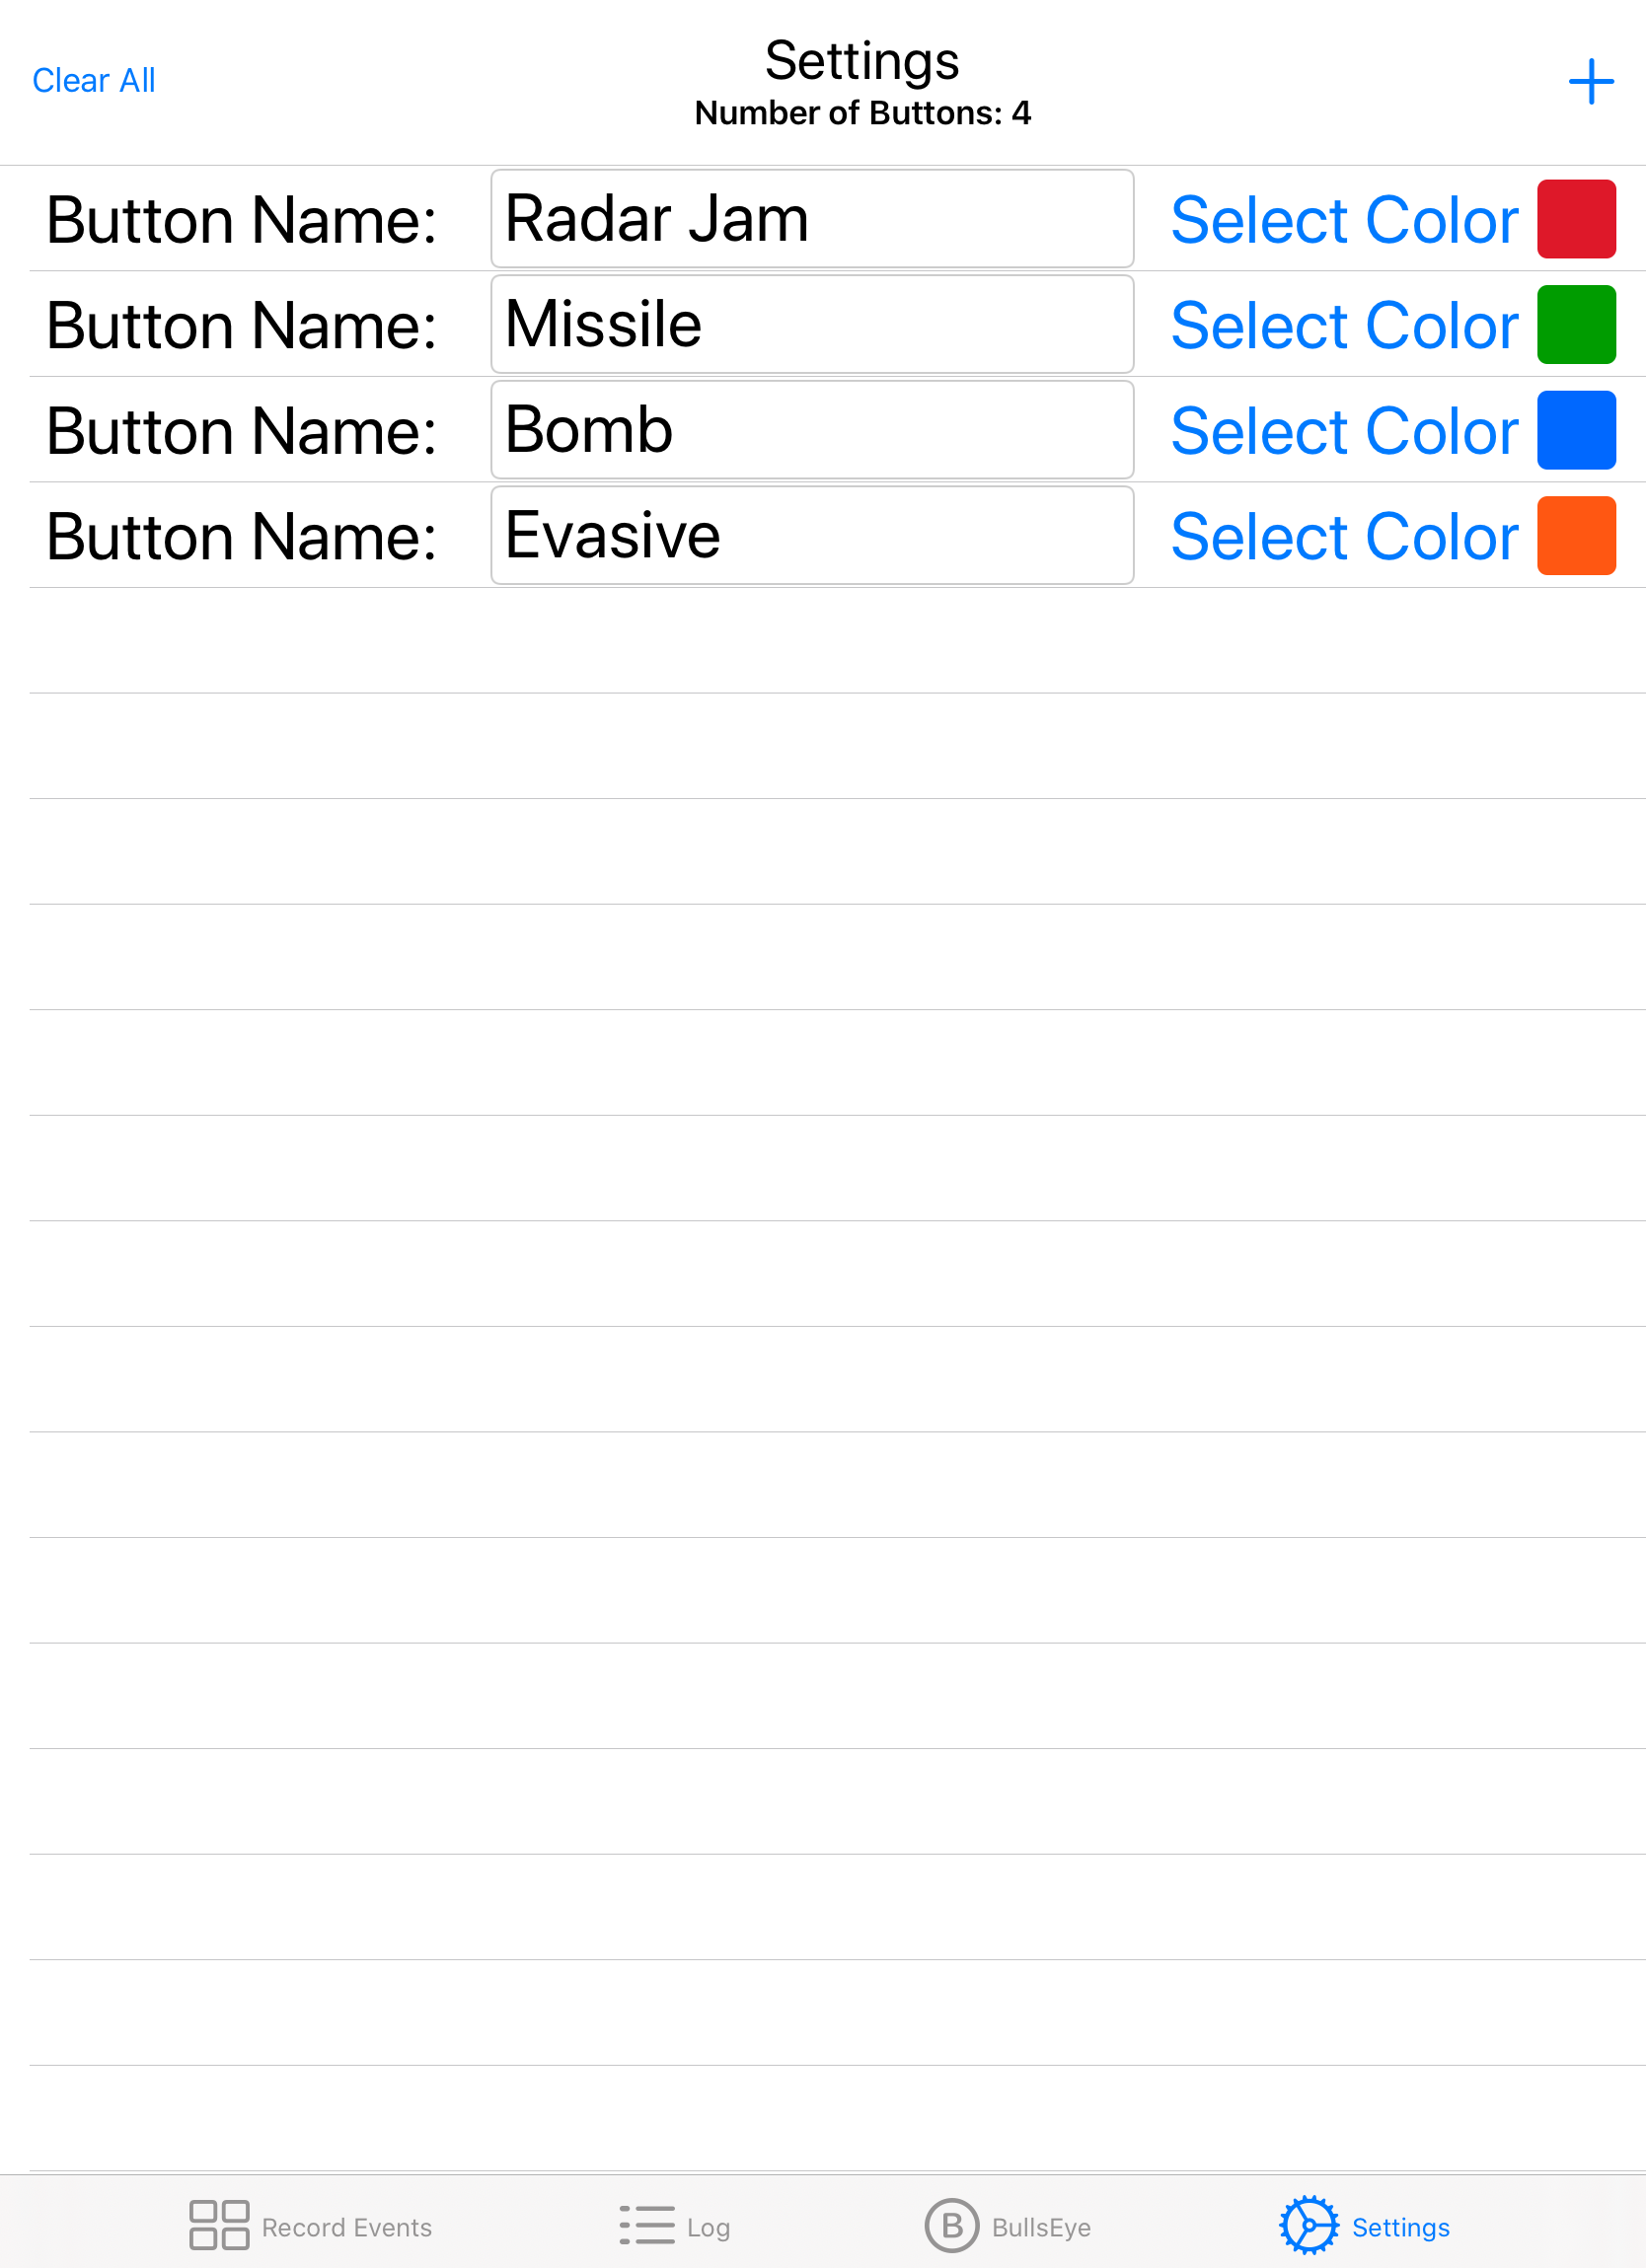 Clear All
Settings
Number of Buttons: 4
Button Name: Radar Jam Select Color
Button Name: Missile Select Color
Button Name: Bomb Select Color
Button Name: Evasive Select Color
Record Events Log B BullsEye Settings